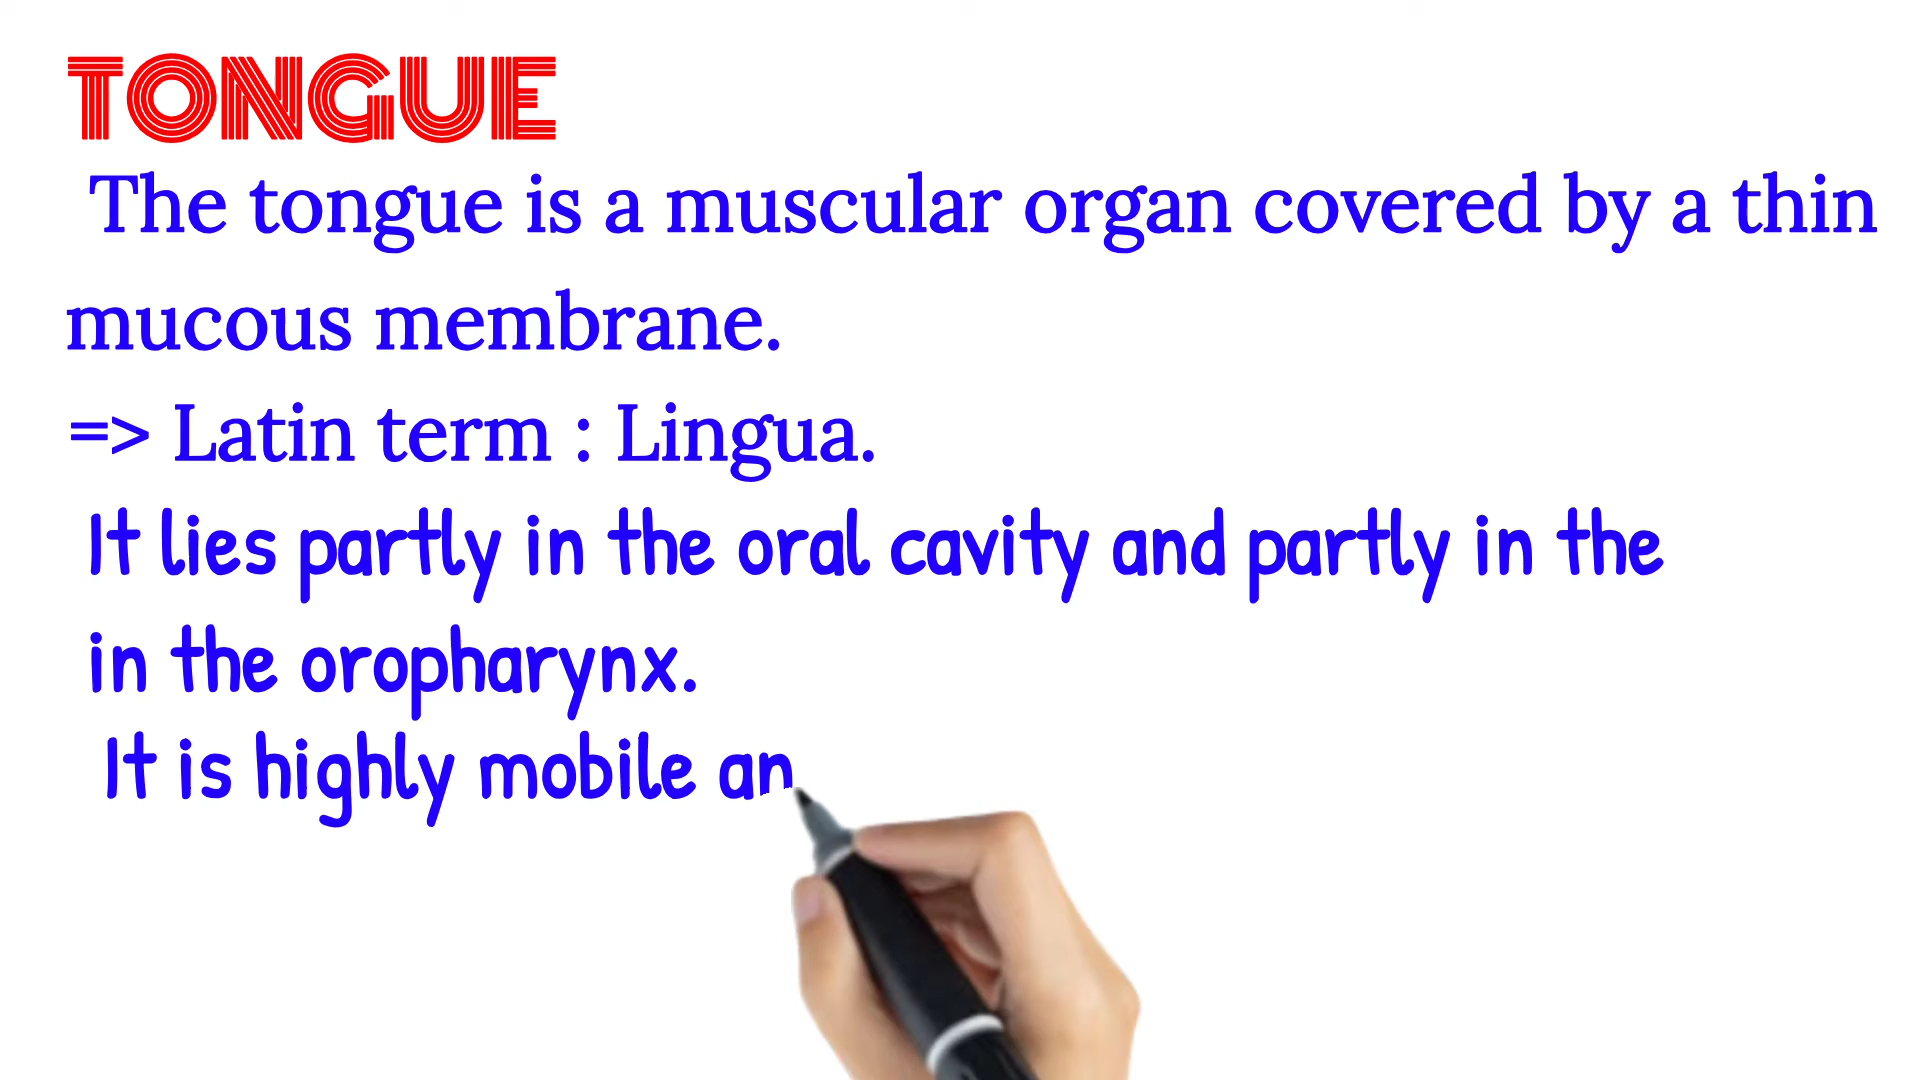 TONGUE
The tongue is a muscular organ covered by a thin
mucous membrane.
=> Latin term : Lingua.
It lies partly in the oral cavity and partly in the
in the oropharynx.
It is highly mobile an